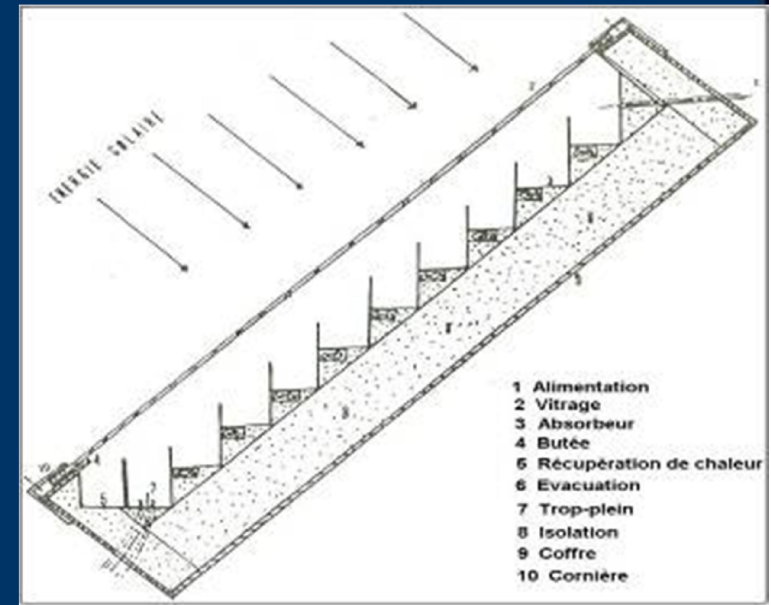 ENERGIE SOLAIRE
1 Alimentation
2 Vitrage
3 Absorbeur
4 Butée
5 Récupération de chaleur
6 Evacuation
7 Trop-plein
8 Isolation
9 Coffre
10 Cornière